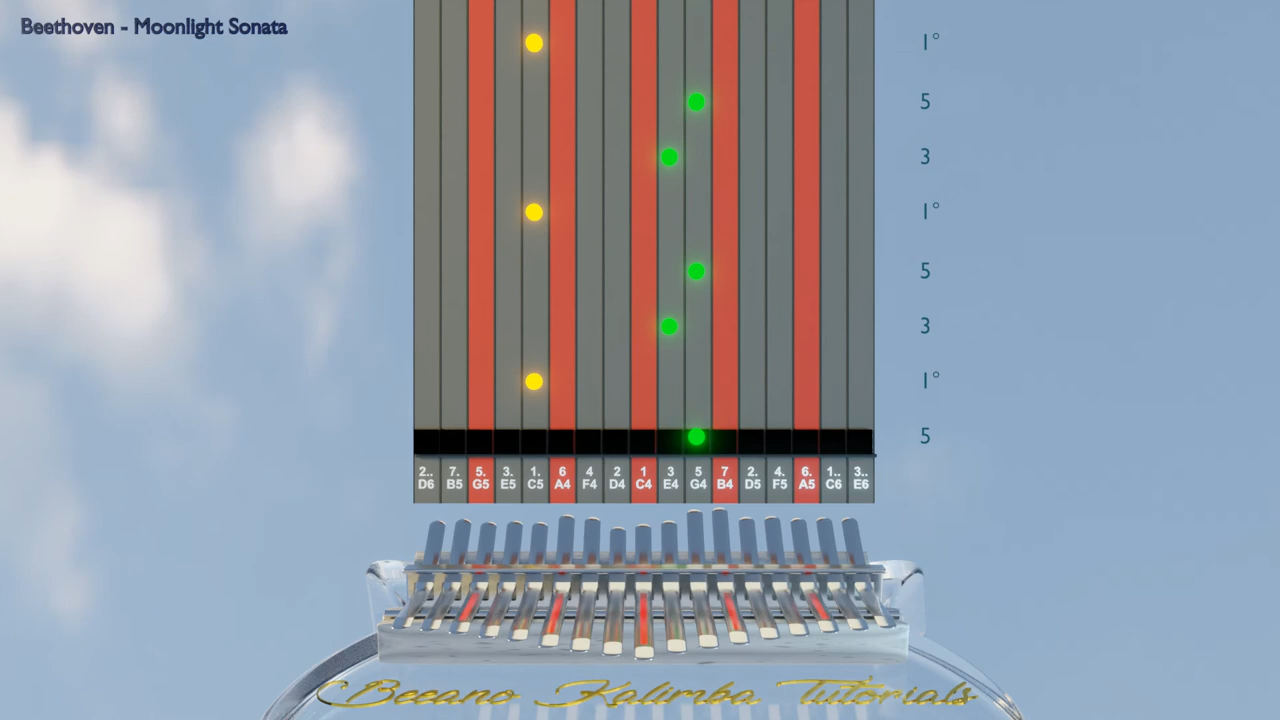 Beethoven - Moonlight Sonata
1°
5
3
1°
5
3
1°
5
2.. 7. 5. 3. 1. 6 4 2 1 3 5 7 2. 4. 6. 1.. 3..
D6 B5 G5 E5 C5 A4 F4 D4 C4 E4 G4 B4 D5 F5 A5 C6 E6
Beeano Kalimba Tutorials